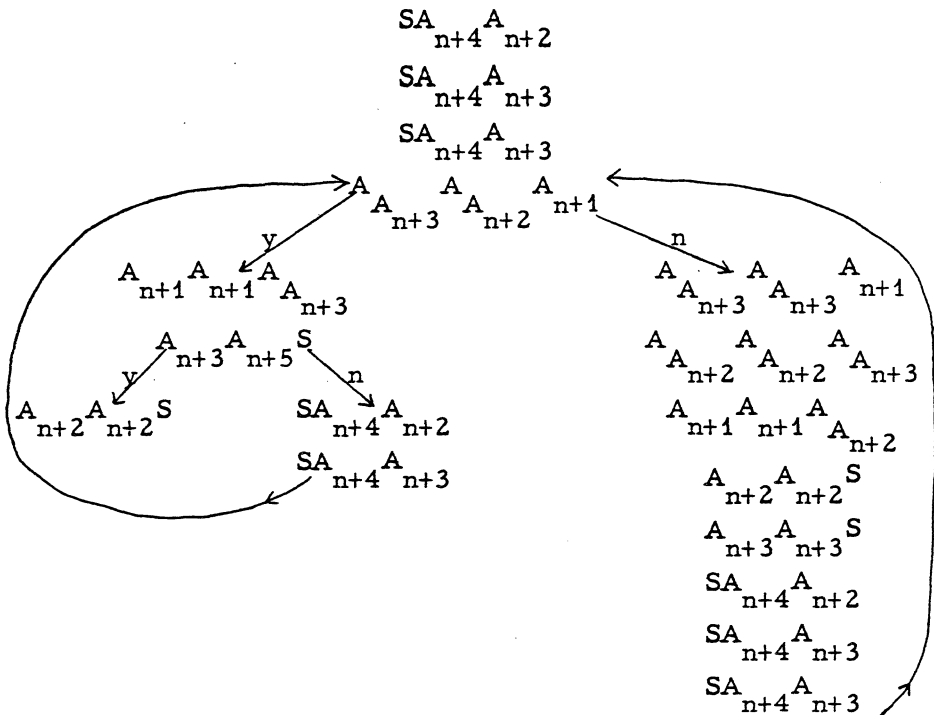 SA_{n+4}A_{n+2}
SA_{n+4}A_{n+3}
SA_{n+4}A_{n+3}
A_{A_{n+3}} A_{A_{n+2}} A_{n+1}
y
n
A_{n+1}A_{n+1}A_{A_{n+3}}
A_{A_{n+3}} A_{A_{n+3}} A_{n+1}
A_{n+3}A_{n+5}S
A_{A_{n+2}} A_{A_{n+2}} A_{A_{n+3}}
y
n
A_{n+2}A_{n+2}S
SA_{n+4}A_{n+2}
A_{n+1}A_{n+1}A_{A_{n+2}}
SA_{n+4}A_{n+3}
A_{n+2}A_{n+2}S
A_{n+3}A_{n+3}S
SA_{n+4}A_{n+2}
SA_{n+4}A_{n+3}
SA_{n+4}A_{n+3}